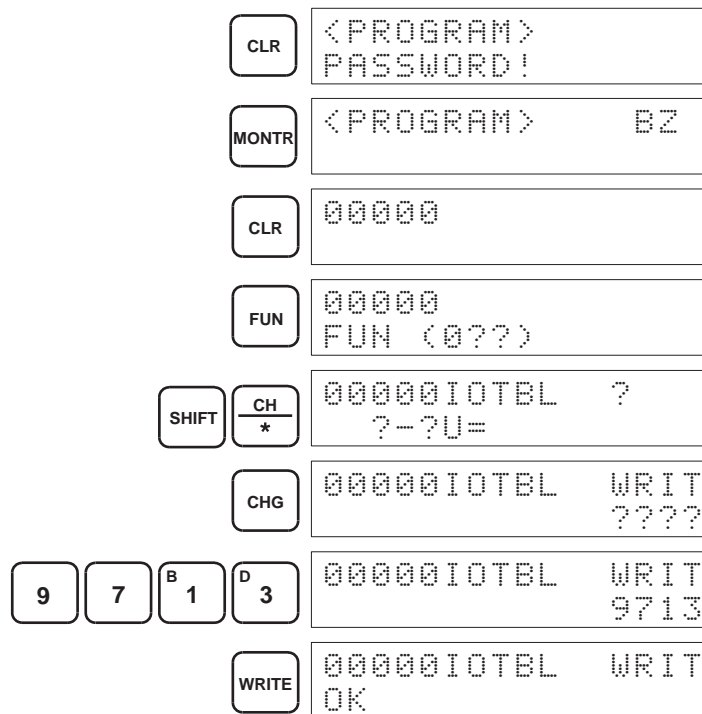 CLR
<PROGRAM>
PASSWORD!
MONTR
<PROGRAM> BZ
CLR
00000
FUN
00000
FUN (0??)
SHIFT CH
*
00000IOTBL ?
?-?U=
CHG
00000IOTBL WRIT
????
9 7 B 1 D 3
00000IOTBL WRIT
9713
WRITE
00000IOTBL WRIT
OK